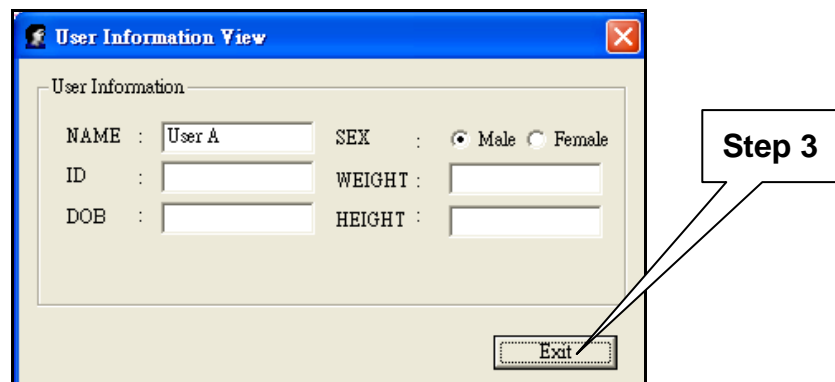 User Information View
User Information
NAME : User A SEX : Male Female
ID : WEIGHT :
DOB : HEIGHT :
Exit
Step 3